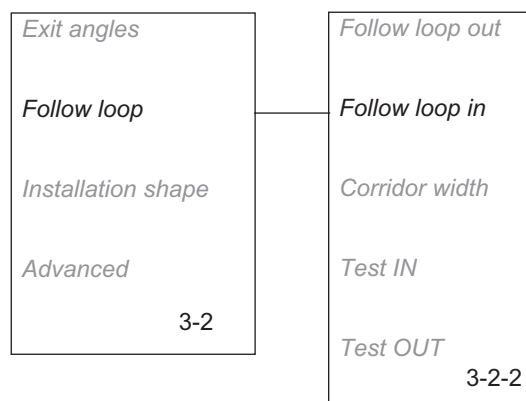 Exit angles
Follow loop
Installation shape
Advanced
3-2
Follow loop out
Follow loop in
Corridor width
Test IN
Test OUT
3-2-2